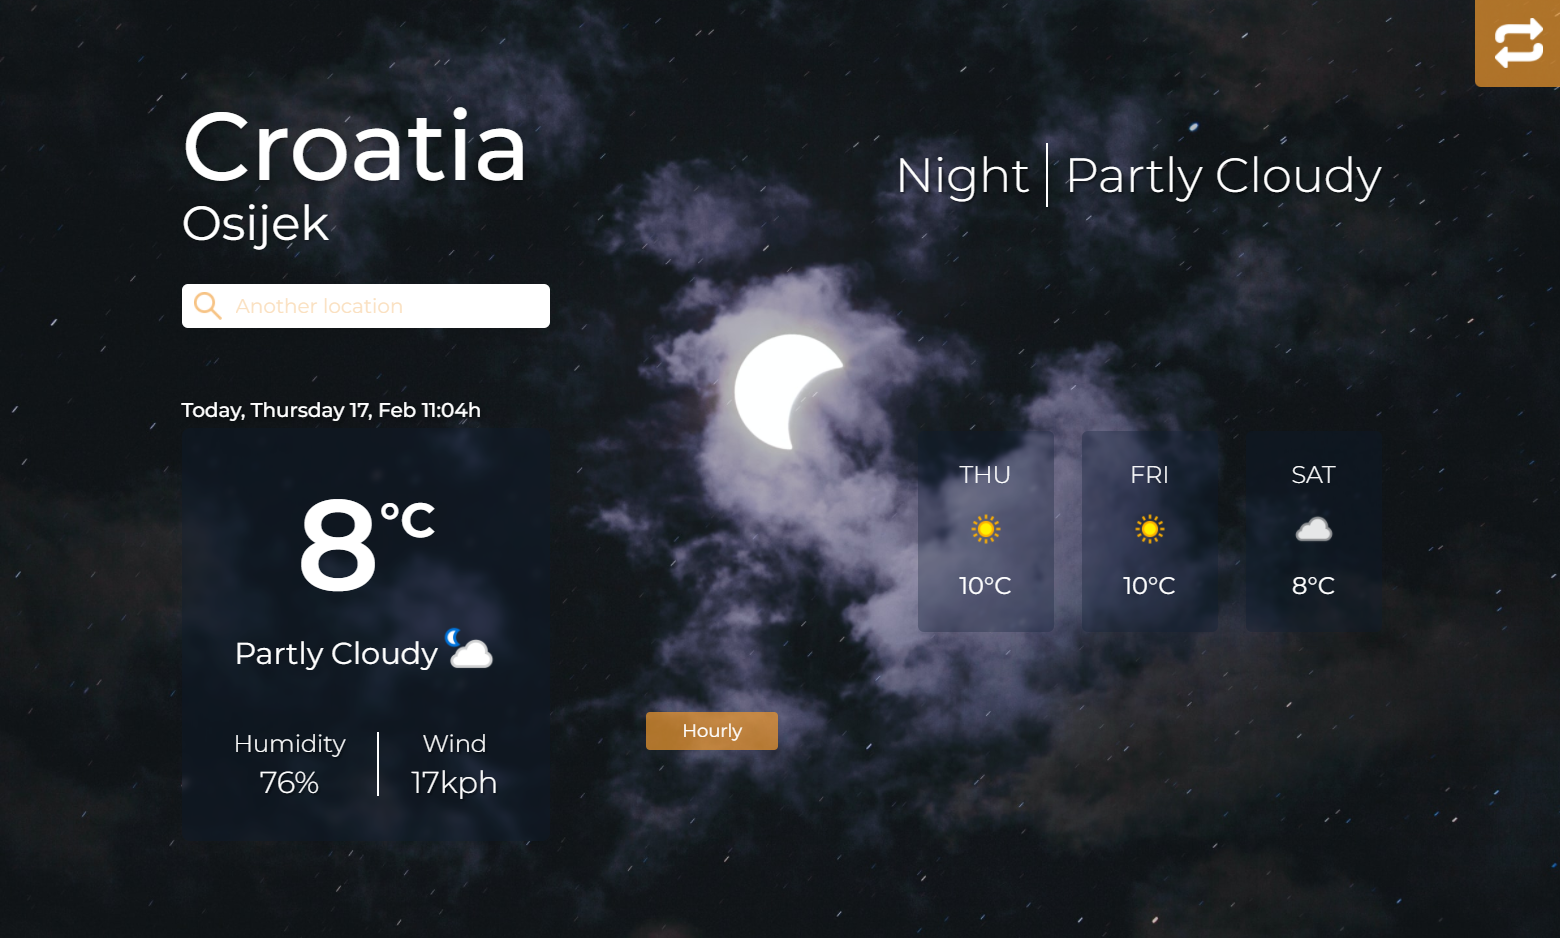 Croatia
Osijek
Another location
Night | Partly Cloudy
Today, Thursday 17, Feb 11:04h
8°C
Partly Cloudy
Humidity
76%
Wind
17kph
Hourly
THU
10°C
FRI
10°C
SAT
8°C